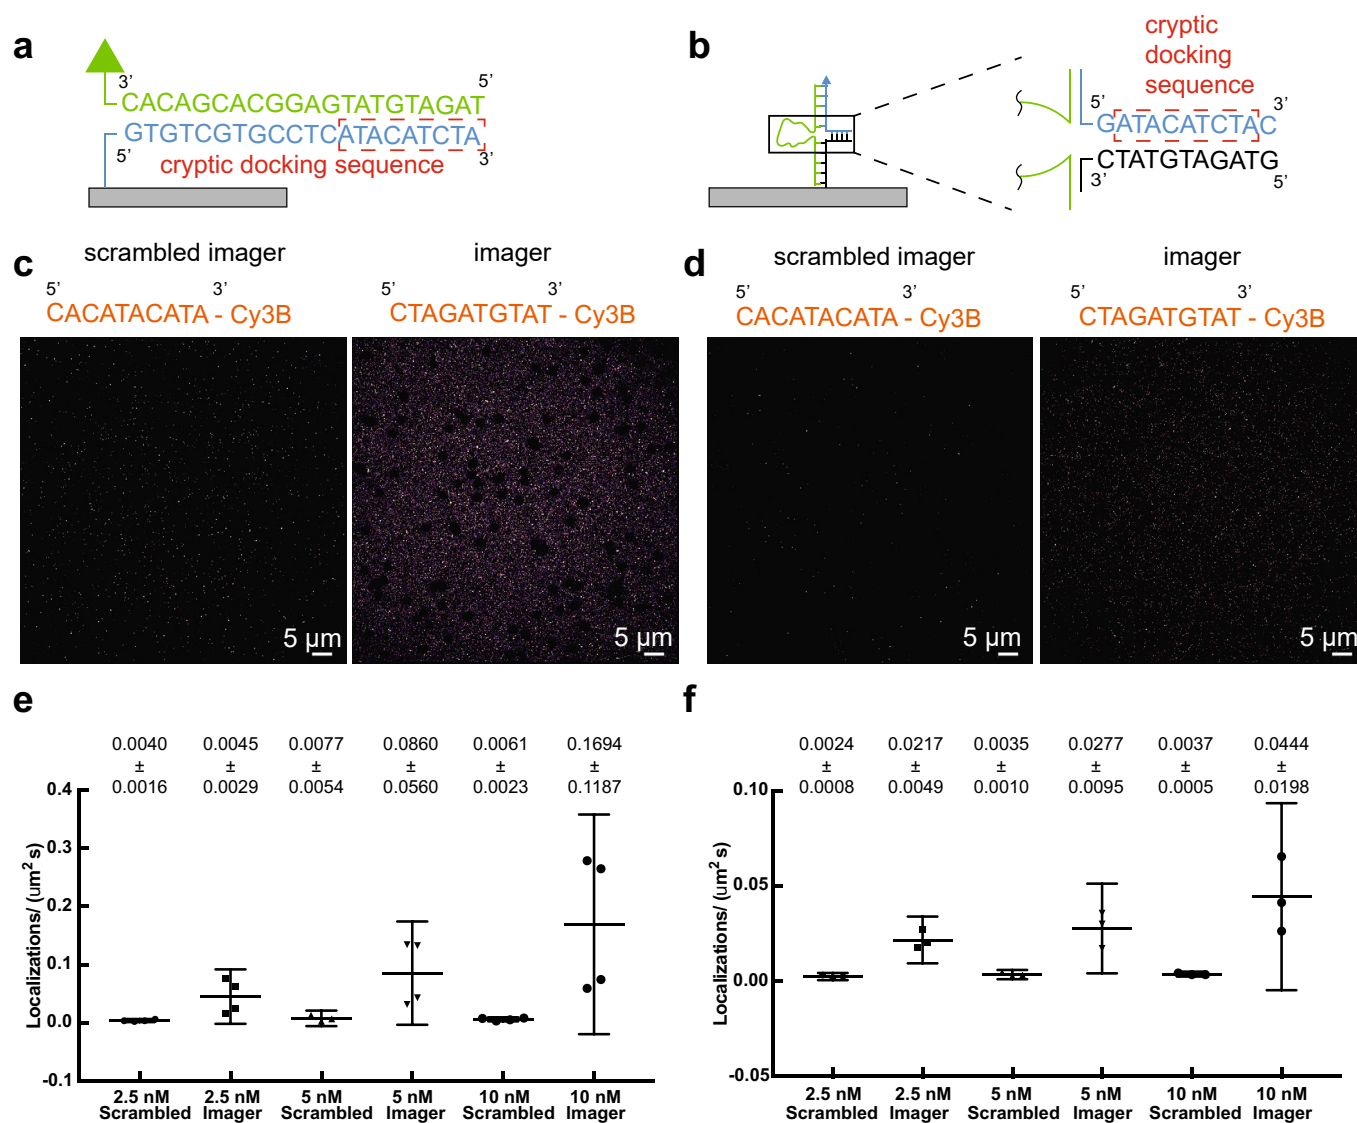 a
3’
5’
CACAGCACGGAGTATGTAGAT
GTGTCGTGCCTCATACATCTA
5’
3’
cryptic docking sequence
b
cryptic
docking
sequence
5’
3’
GATACATCTAC
CTATGTAGATG
3’
5’
c
scrambled imager
imager
5’
3’
5’
3’
CACATACATA - Cy3B
CTAGATGTAT - Cy3B
5 µm
5 µm
d
scrambled imager
imager
5’
3’
5’
3’
CACATACATA - Cy3B
CTAGATGTAT - Cy3B
5 µm
5 µm
e
0.0040 0.0045 0.0077 0.0860 0.0061 0.1694
± ± ± ± ± ±
0.0016 0.0029 0.0054 0.0560 0.0023 0.1187
Localizations/ (um² s)
0.4
0.3
0.2
0.1
0.0
-0.1
2.5 nM 2.5 nM 5 nM 5 nM 10 nM 10 nM
Scrambled Imager Scrambled Imager Scrambled Imager
f
0.0024 0.0217 0.0035 0.0277 0.0037 0.0444
± ± ± ± ± ±
0.0008 0.0049 0.0010 0.0095 0.0005 0.0198
Localizations/ (um² s)
0.10
0.05
0.00
-0.05
2.5 nM 2.5 nM 5 nM 5 nM 10 nM 10 nM
Scrambled Imager Scrambled Imager Scrambled Imager